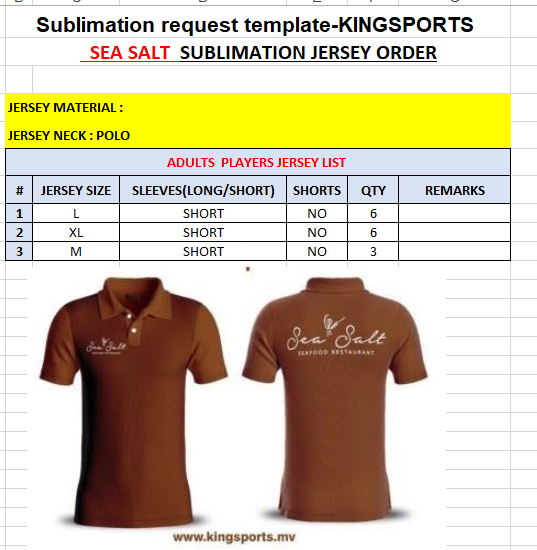 Sublimation request template-KINGSPORTS
SEA SALT SUBLIMATION JERSEY ORDER
JERSEY MATERIAL :
JERSEY NECK : POLO
ADULTS PLAYERS JERSEY LIST
# JERSEY SIZE SLEEVES(LONG/SHORT) SHORTS QTY REMARKS
1 L SHORT NO 6
2 XL SHORT NO 6
3 M SHORT NO 3
Sea Salt
Sea Salt
SEAFOOD RESTAURANT
www.kingsports.mv